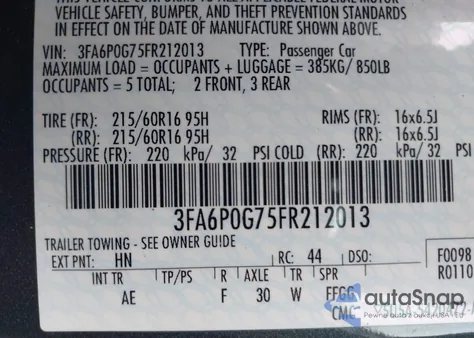 VEHICLE SAFETY, BUMPER, AND THEFT PREVENTION STANDARDS
IN EFFECT ON THE DATE OF MANUFACTURE SHOWN ABOVE.
VIN: 3FA6P0G75FR212013 TYPE: Passenger Car
MAXIMUM LOAD = OCCUPANTS + LUGGAGE = 385KG/ 850LB
OCCUPANTS = 5 TOTAL; 2 FRONT, 3 REAR
TIRE (FR): 215/60R16 95H RIMS (FR): 16x6.5J
(RR): 215/60R16 95H (RR): 16x6.5J
PRESSURE (FR): 220 kPa/ 32 PSI COLD (RR): 220 kPa/ 32
3FA6P0G75FR212013
TRAILER TOWING - SEE OWNER GUIDE
EXT PNT: HN RC: 44 DSO: F0098
R0110
INT TR TP/PS R AXLE TR SPR
AE F 30 W FFGG
CMC
autoSnap